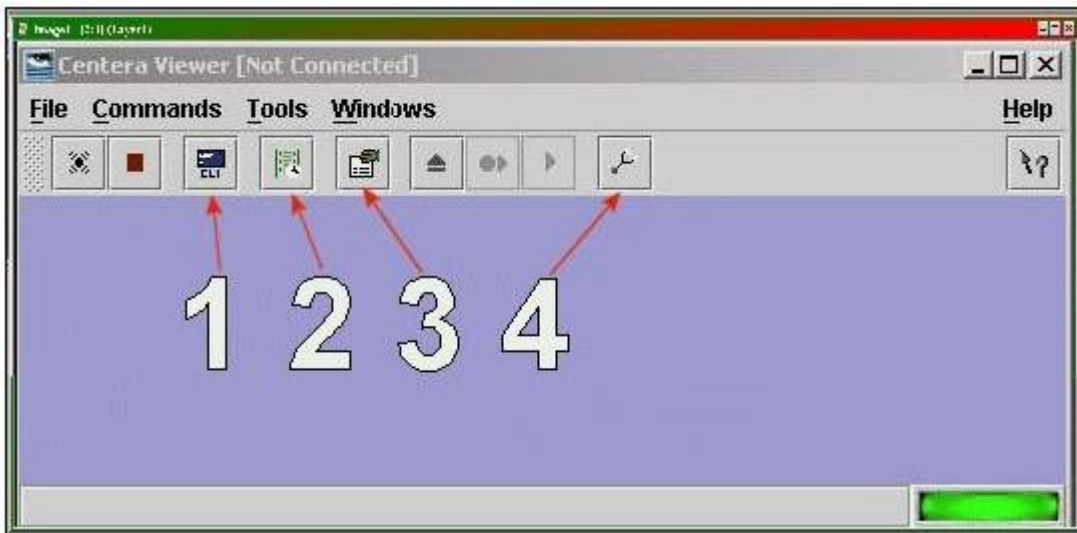 Centera Viewer [Not Connected]
File Commands Tools Windows Help
CLI
?
1 2 3 4